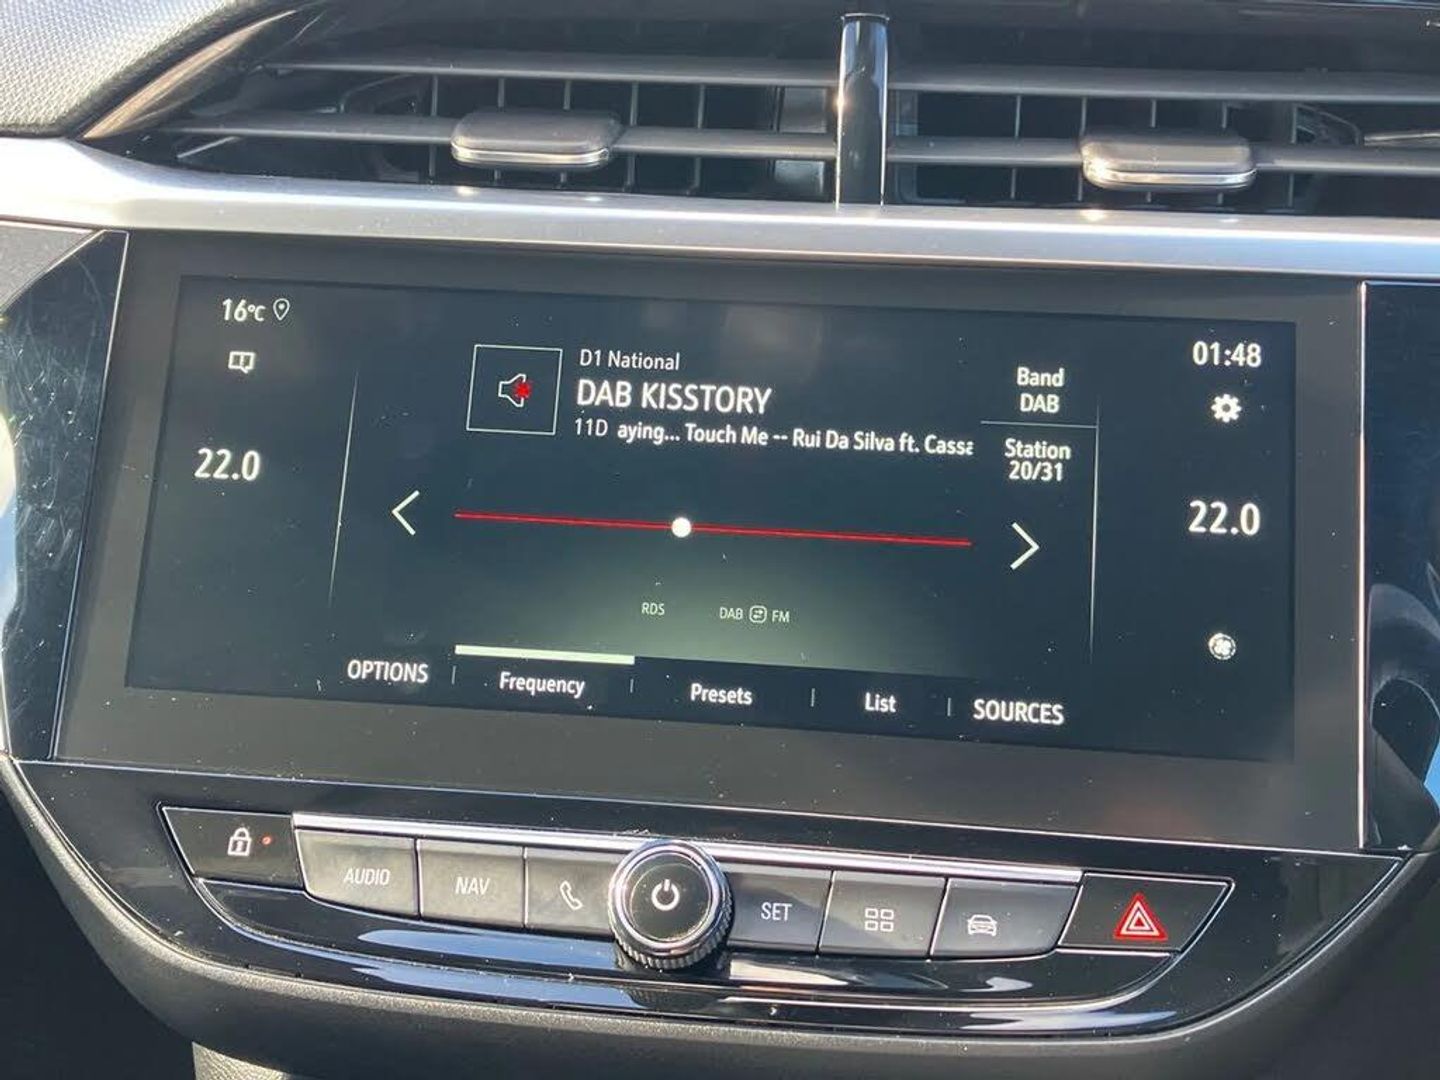 16°C
01:48
D1 National
DAB KISSTORY
11D aying... Touch Me -- Rui Da Silva ft. Cassa
Band
DAB
Station
20/31
22.0
22.0
RDS
DAB FM
OPTIONS
Frequency
Presets
List
SOURCES
AUDIO
NAV
SET